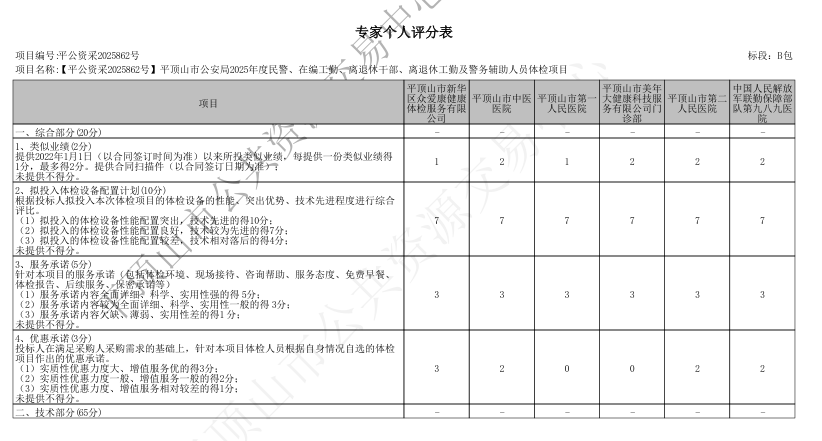 专家个人评分表
项目编号:平公资采2025862号
标段: B包
项目名称:【平公资采2025862号】平顶山市公安局2025年度民警、在编工勤、离退休干部、离退休工勤及警务辅助人员体检项目
项目
平顶山市新华区众爱康健康体检服务有限公司
平顶山市中医医院
平顶山市第一人民医院
平顶山市美年大健康科技服务有限公司门诊部
平顶山市第二人民医院
中国人民解放军联勤保障部队第九八九医院
一、综合部分(20分) – – – – – –
1、类似业绩(2分)
提供2022年1月1日（以合同签订时间为准）以来所投类似业绩，每提供一份类似业绩得
1分，最多得2分。提供合同扫描件（以合同签订日期为准）；
未提供不得分。
1 2 1 2 2 2
2、拟投入体检设备配置计划(10分)
根据投标人拟投入本次体检项目的体检设备的性能、突出优势、技术先进程度进行综合
评比。
（1）拟投入的体检设备性能配置突出，技术先进的得10分；
（2）拟投入的体检设备性能配置良好，技术较为先进的得7分；
（3）拟投入的体检设备性能配置较差，技术相对落后的得4分；
未提供不得分。
7 7 7 7 7 7
3、服务承诺(5分)
针对本项目的服务承诺（包括体检环境、现场接待、咨询帮助、服务态度、免费早餐、
体检报告、后续服务、保密承诺等）
（1）服务承诺内容全面详细、科学、实用性强的得 5分；
（2）服务承诺内容较为全面详细、科学、实用性一般的得 3分；
（3）服务承诺内容欠缺、薄弱、实用性差的得1 分；
未提供不得分。
3 3 3 3 3 3
4、优惠承诺(3分)
投标人在满足采购人采购需求的基础上，针对本项目体检人员根据自身情况自选的体检
项目作出的优惠承诺。
（1）实质性优惠力度大、增值服务优的得3分；
（2）实质性优惠力度一般、增值服务一般的得2分；
（3）实质性优惠力度、增值服务相对较差的得1分；
未提供不得分。
3 2 0 0 2 2
二、技术部分(65分) – – – – – –
平顶山市公共资源交易中心
平顶山市公共资源交易中心